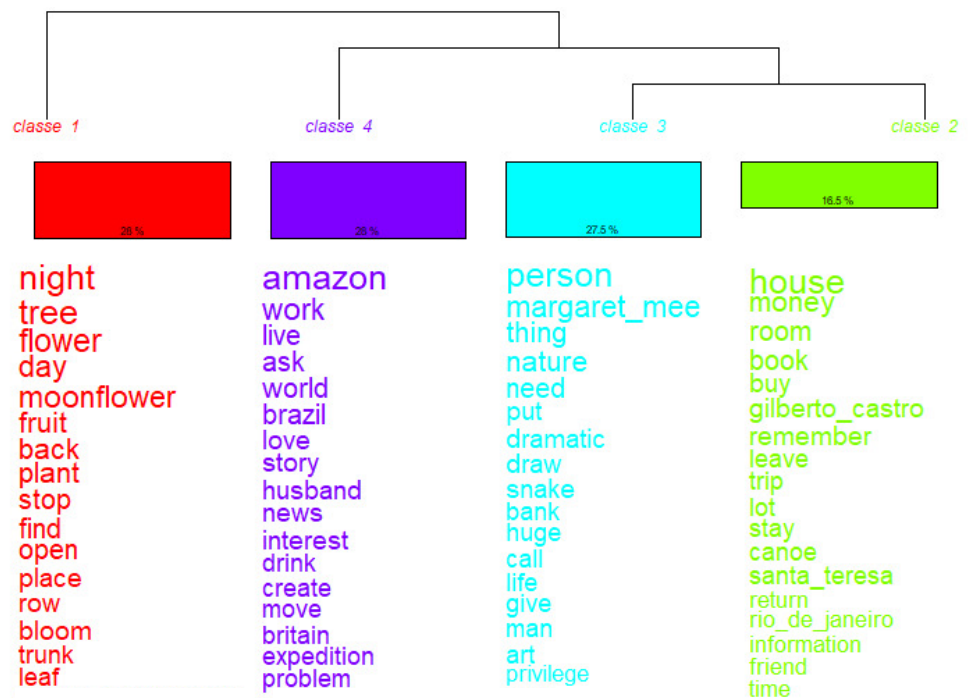 classe 1
classe 4
classe 3
classe 2
28 %
28 %
27.5 %
16.5 %
night
tree
flower
day
moonflower
fruit
back
plant
stop
find
open
place
row
bloom
trunk
leaf
amazon
work
live
ask
world
brazil
love
story
husband
news
interest
drink
create
move
britain
expedition
problem
person
margaret_mee
thing
nature
need
put
dramatic
draw
snake
bank
huge
call
life
give
man
art
privilege
house
money
room
book
buy
gilberto_castro
remember
leave
trip
lot
stay
canoe
santa_teresa
return
rio_de_janeiro
information
friend
time